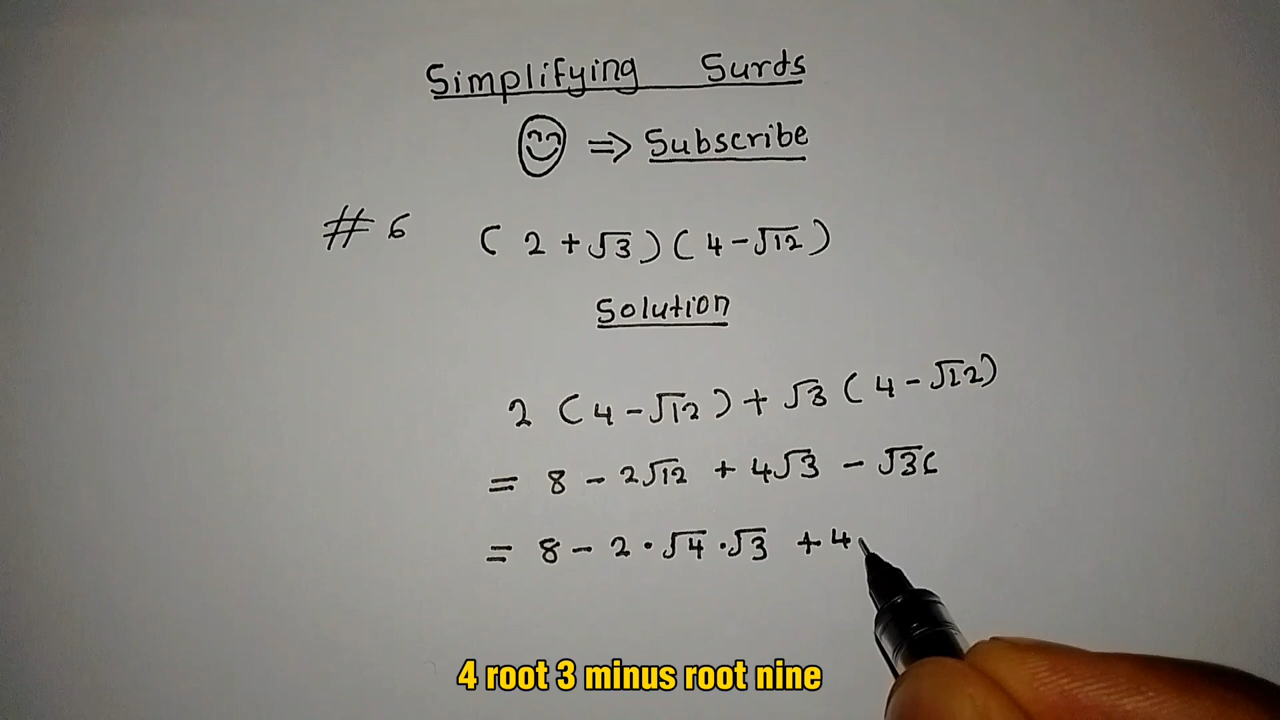 Simplifying Surds
=> Subscribe
# 6 (2 + √3)(4 - √12)
Solution
2 (4 - √12) + √3 (4 - √12)
= 8 - 2√12 + 4√3 - √36
= 8 - 2 · √4 · √3 + 4
4 root 3 minus root nine